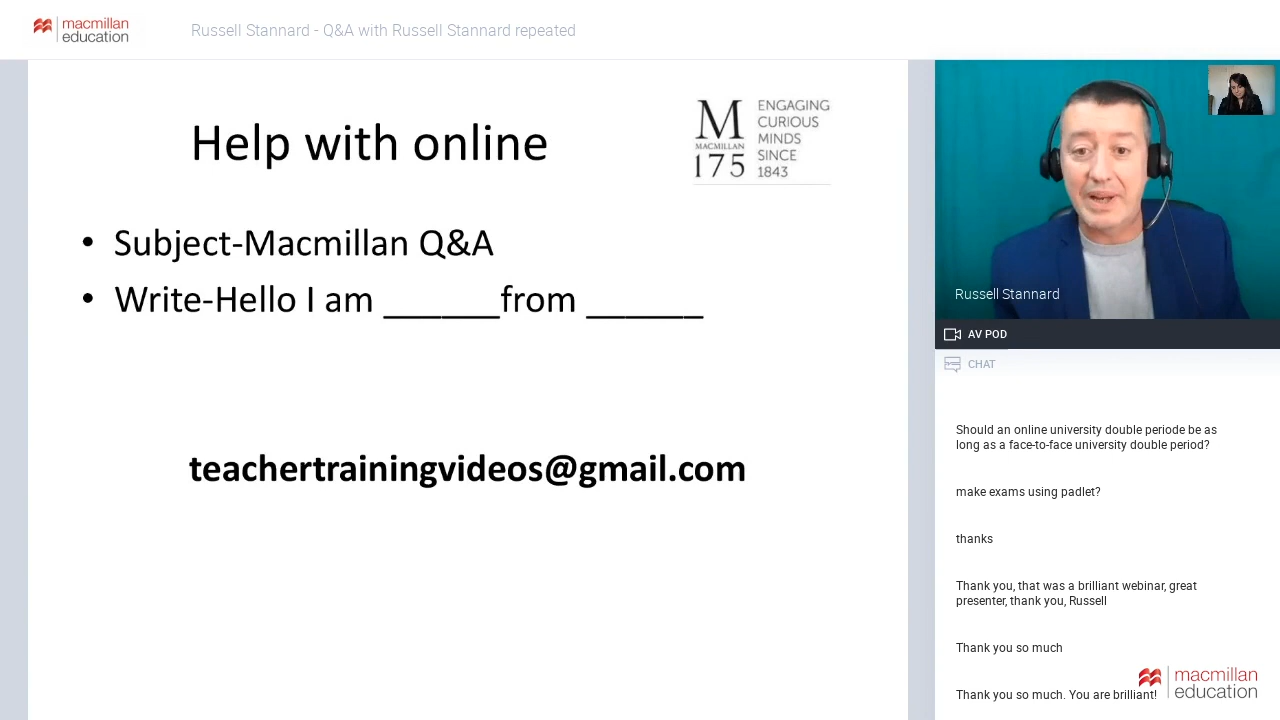 macmillan
education
Russell Stannard - Q&A with Russell Stannard repeated
Help with online
M
MACMILLAN
175
ENGAGING
CURIOUS
MINDS
SINCE
1843
• Subject-Macmillan Q&A
• Write-Hello I am ______from ______
teachertrainingvideos@gmail.com
Russell Stannard
AV POD
CHAT
Should an online university double periode be as
long as a face-to-face university double period?
make exams using padlet?
thanks
Thank you, that was a brilliant webinar, great
presenter, thank you, Russell
Thank you so much
Thank you so much. You are brilliant!
macmillan
education